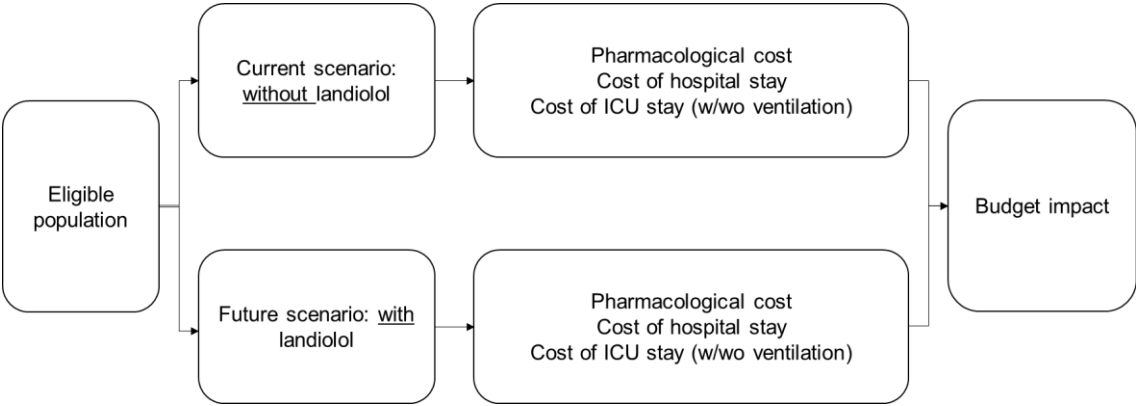 Eligible
population
Current scenario:
without landiolol
Pharmacological cost
Cost of hospital stay
Cost of ICU stay (w/wo ventilation)
Future scenario: with
landiolol
Pharmacological cost
Cost of hospital stay
Cost of ICU stay (w/wo ventilation)
Budget impact